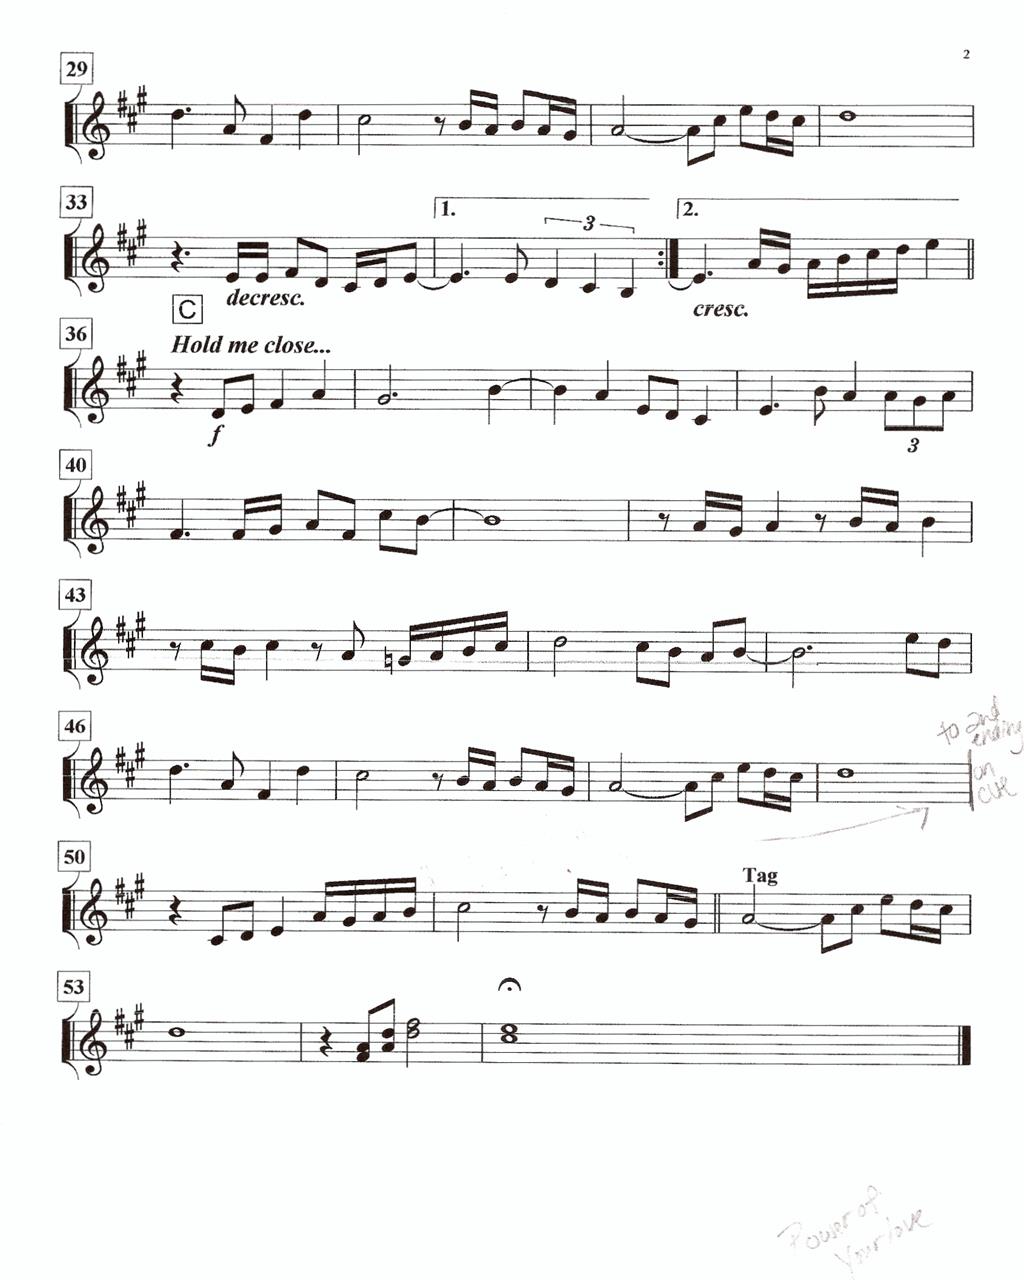 2
29
33
1.
3
2.
decresc.
cresc.
C
36
Hold me close...
f
3
40
43
to 2nd
ending
on
cue
46
50
Tag
53
Power of
Your love